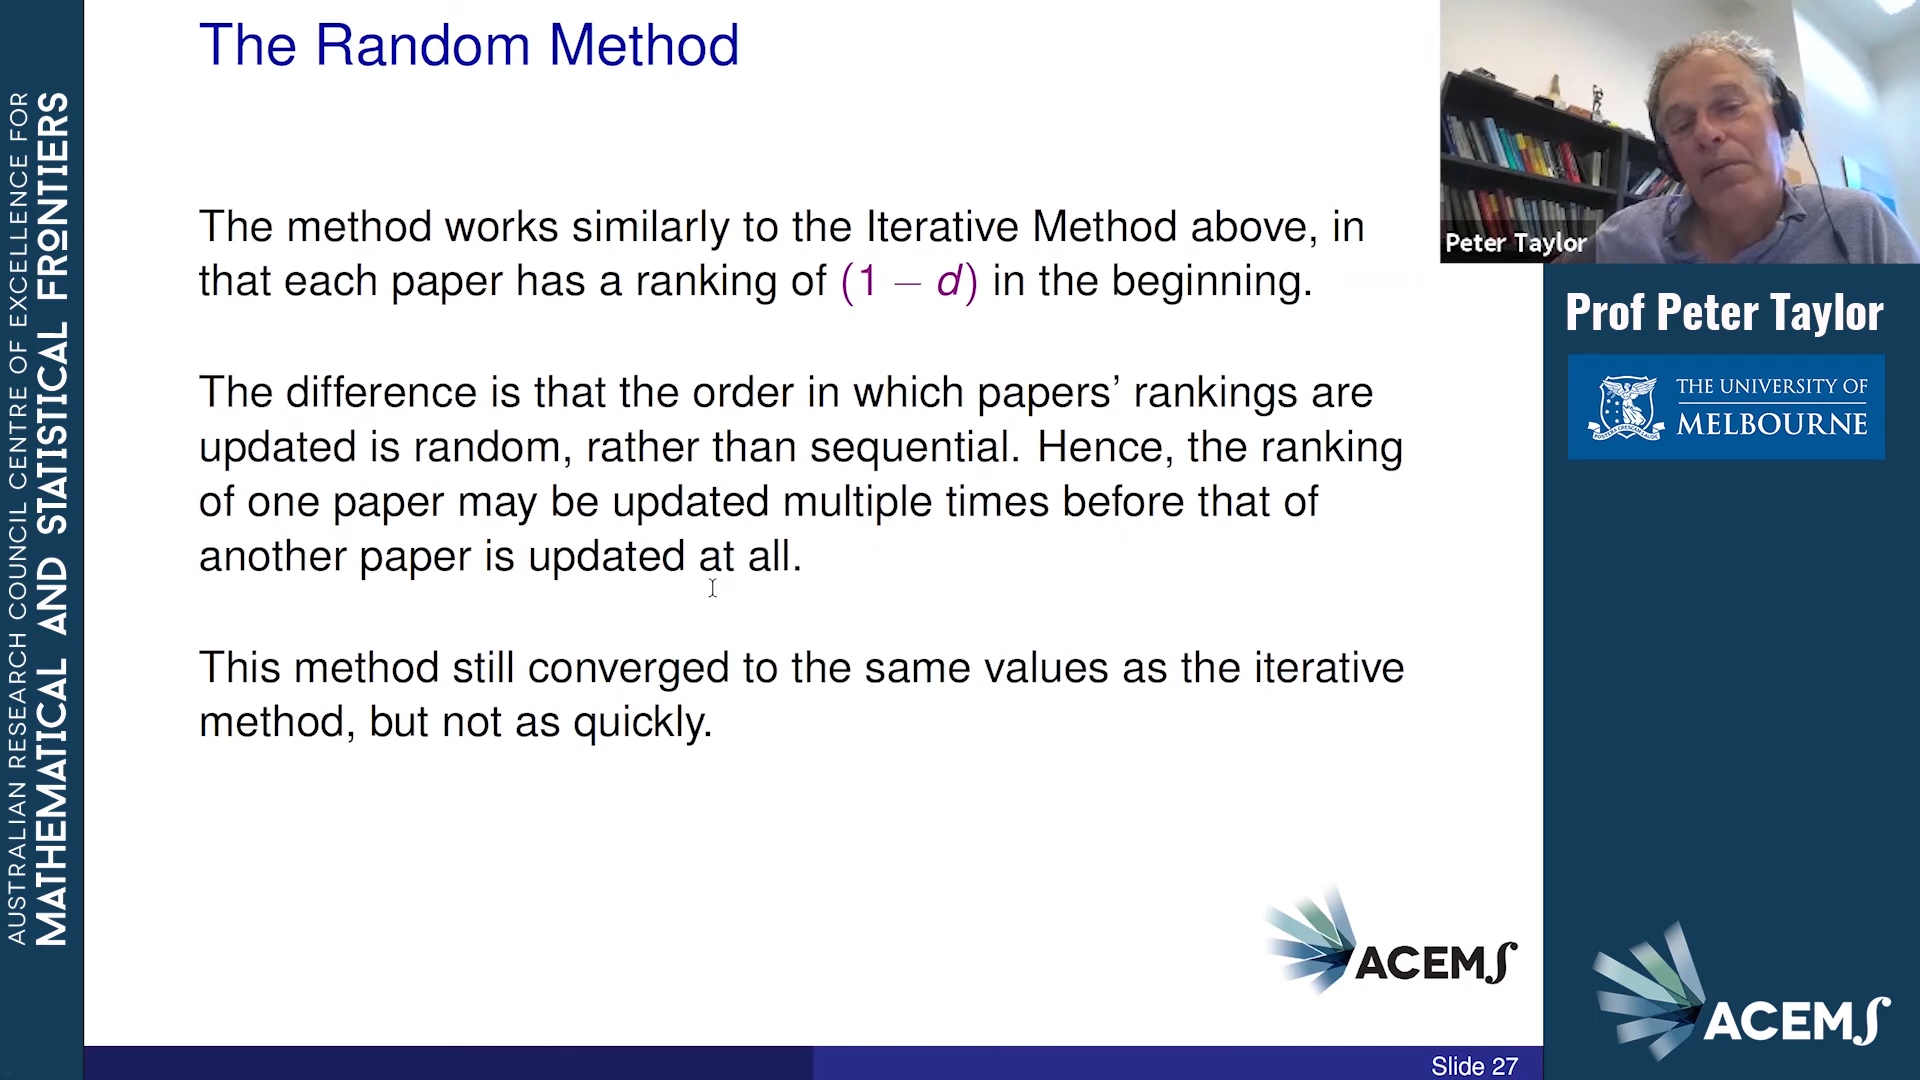 AUSTRALIAN RESEARCH COUNCIL CENTRE OF EXCELLENCE FOR
MATHEMATICAL AND STATISTICAL FRONTIERS
The Random Method
The method works similarly to the Iterative Method above, in
that each paper has a ranking of (1 − d) in the beginning.
The difference is that the order in which papers’ rankings are
updated is random, rather than sequential. Hence, the ranking
of one paper may be updated multiple times before that of
another paper is updated at all.
This method still converged to the same values as the iterative
method, but not as quickly.
ACEMS
Slide 27
Peter Taylor
Prof Peter Taylor
THE UNIVERSITY OF
MELBOURNE
ACEMS